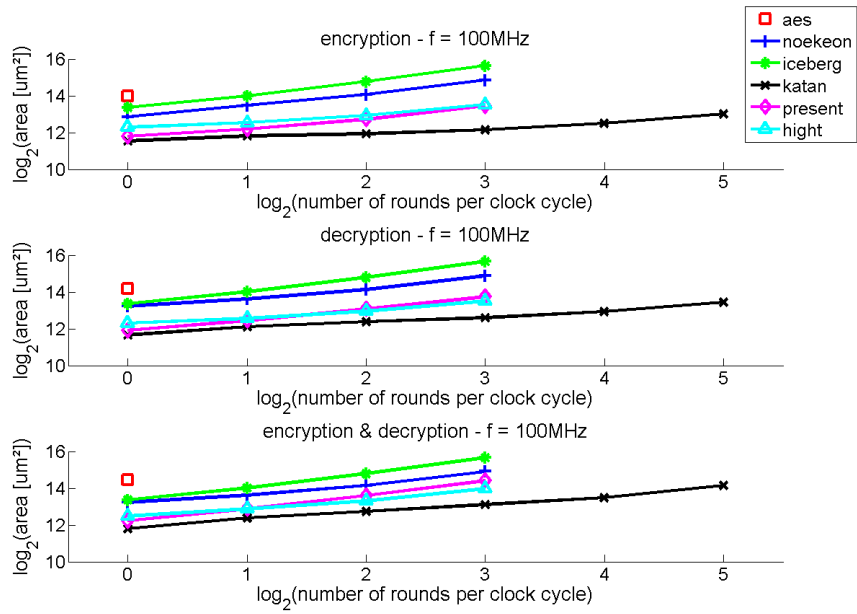 encryption - f = 100MHz
log2(area [um²])
16
14
12
10
0 1 2 3 4 5
log2(number of rounds per clock cycle)
aes
noekeon
iceberg
katan
present
hight
decryption - f = 100MHz
log2(area [um²])
16
14
12
10
0 1 2 3 4 5
log2(number of rounds per clock cycle)
encryption & decryption - f = 100MHz
log2(area [um²])
16
14
12
10
0 1 2 3 4 5
log2(number of rounds per clock cycle)